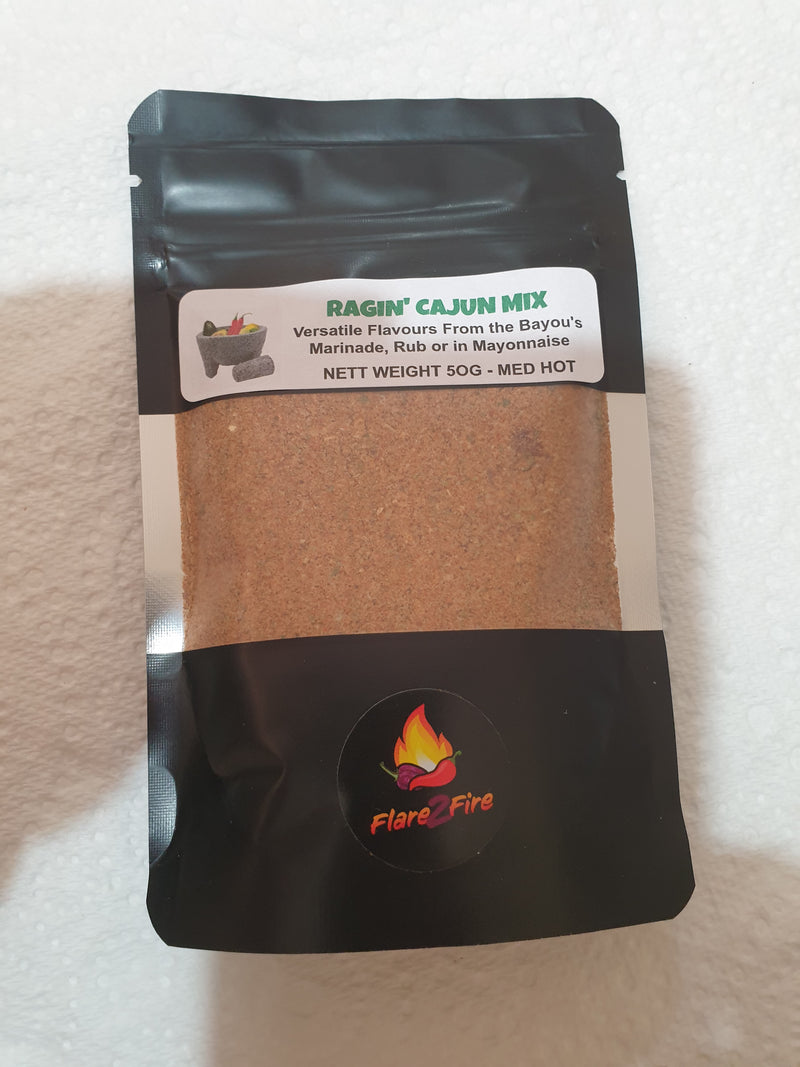 RAGIN' CAJUN MIX
Versatile Flavours From the Bayou's
Marinade, Rub or in Mayonnaise
NETT WEIGHT 50G - MED HOT
Flare2Fire